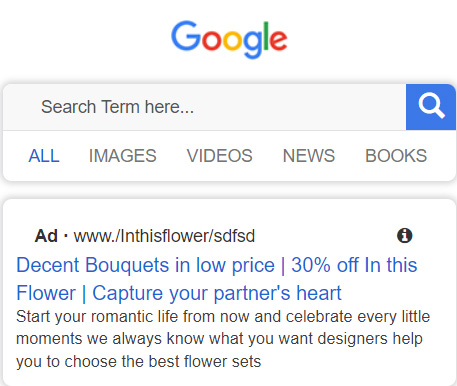 Google
Search Term here...
ALL IMAGES VIDEOS NEWS BOOKS
Ad · www./Inthisflower/sdfsd
Decent Bouquets in low price | 30% off In this
Flower | Capture your partner's heart
Start your romantic life from now and celebrate every little
moments we always know what you want designers help
you to choose the best flower sets